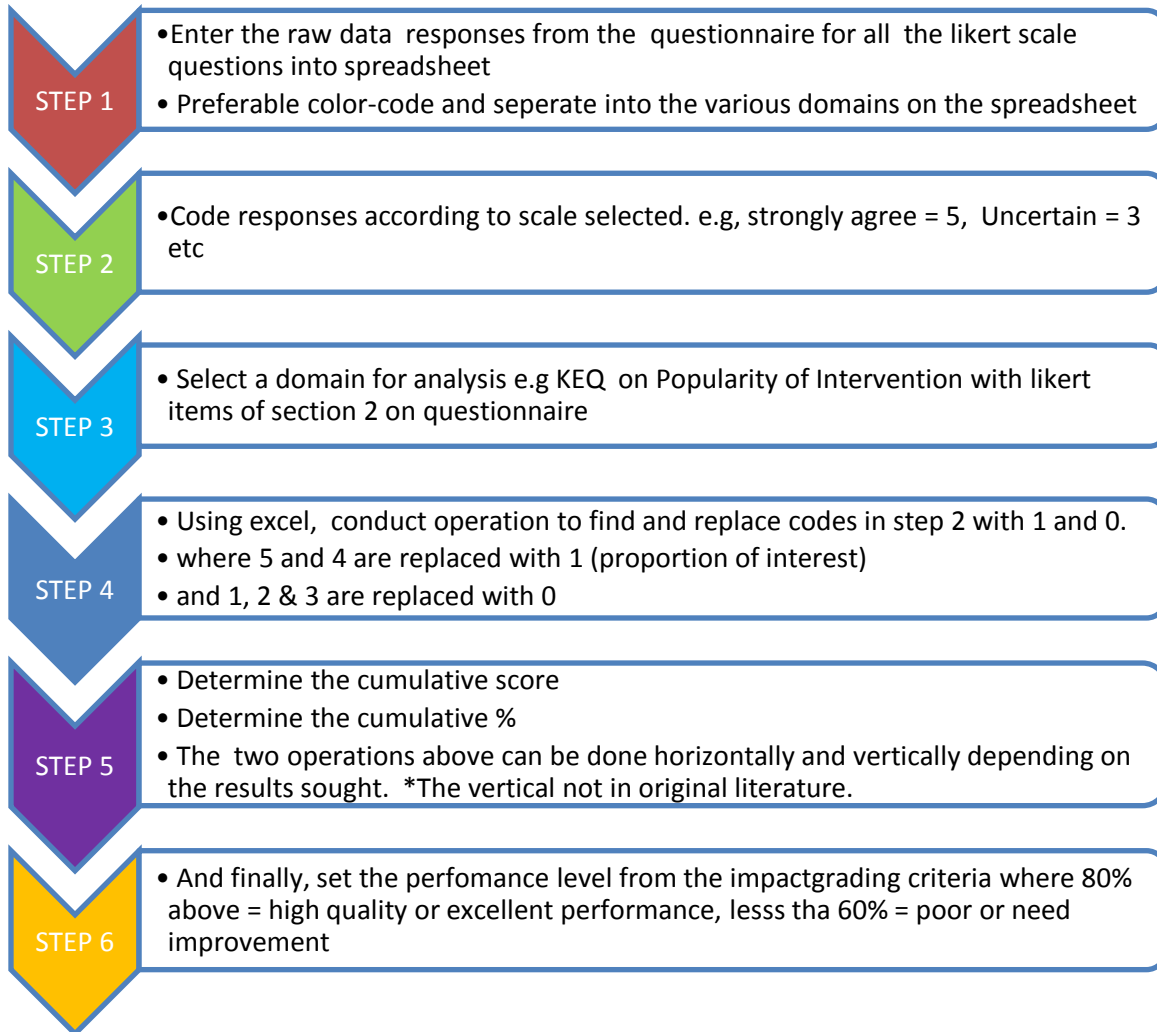 STEP 1
•Enter the raw data responses from the questionnaire for all the likert scale
questions into spreadsheet
• Preferable color-code and seperate into the various domains on the spreadsheet
STEP 2
•Code responses according to scale selected. e.g, strongly agree = 5, Uncertain = 3
etc
STEP 3
• Select a domain for analysis e.g KEQ on Popularity of Intervention with likert
items of section 2 on questionnaire
STEP 4
• Using excel, conduct operation to find and replace codes in step 2 with 1 and 0.
• where 5 and 4 are replaced with 1 (proportion of interest)
• and 1, 2 & 3 are replaced with 0
STEP 5
• Determine the cumulative score
• Determine the cumulative %
• The two operations above can be done horizontally and vertically depending on
the results sought. *The vertical not in original literature.
STEP 6
• And finally, set the perfomance level from the impactgrading criteria where 80%
above = high quality or excellent performance, lesss tha 60% = poor or need
improvement